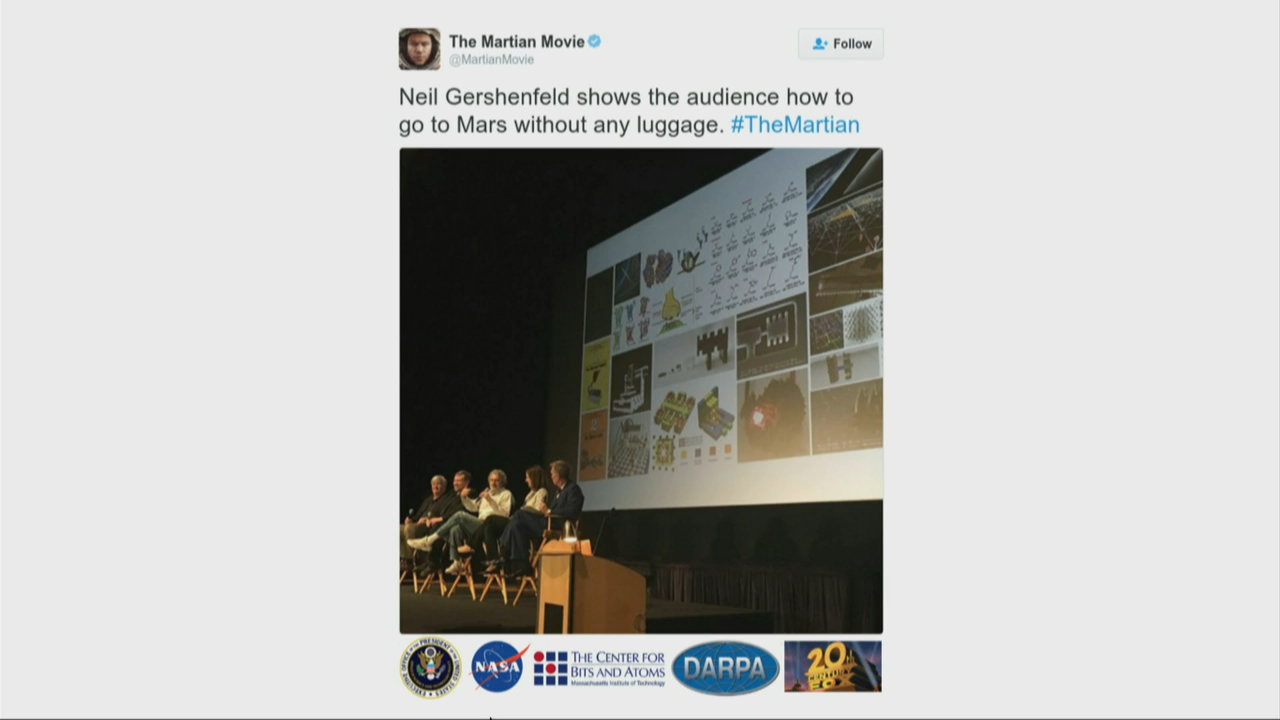 The Martian Movie
@MartianMovie
Follow
Neil Gershenfeld shows the audience how to
go to Mars without any luggage. #TheMartian
NASA
THE CENTER FOR
BITS AND ATOMS
Massachusetts Institute of Technology
DARPA
20TH
CENTURY
FOX